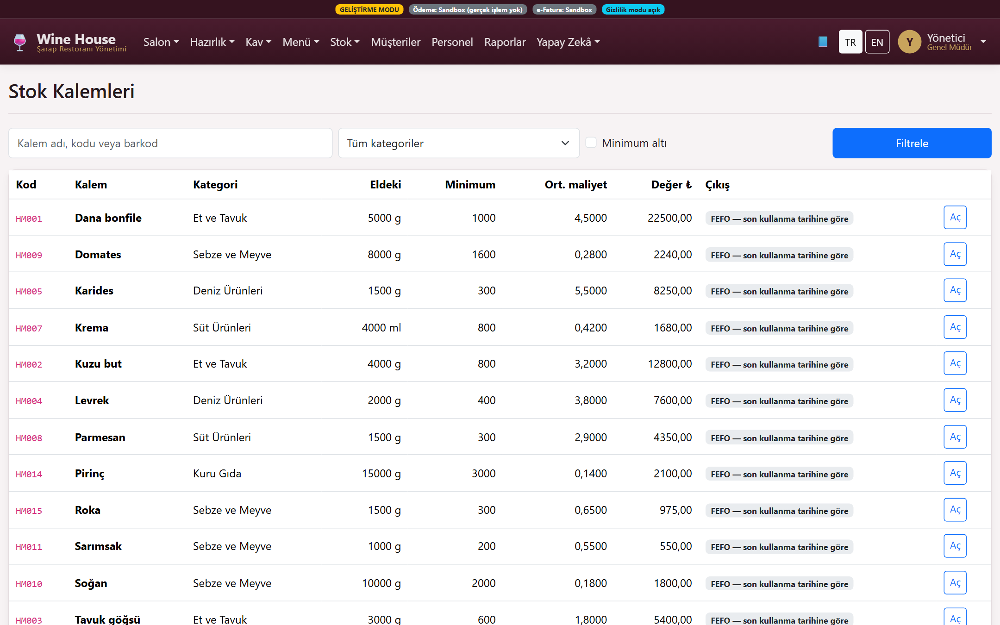 GELİŞTİRME MODU Ödeme: Sandbox (gerçek işlem yok) e-Fatura: Sandbox Gizlilik modu açık
Wine House
Şarap Restoranı Yönetimi
Salon Hazırlık Kav Menü Stok Müşteriler Personel Raporlar Yapay Zekâ
TR EN
Y
Yönetici
Genel Müdür
Stok Kalemleri
Kalem adı, kodu veya barkod Tüm kategoriler Minimum altı Filtrele
Kod Kalem Kategori Eldeki Minimum Ort. maliyet Değer ₺ Çıkış
HM001 Dana bonfile Et ve Tavuk 5000 g 1000 4,5000 22500,00 FEFO — son kullanma tarihine göre Aç
HM009 Domates Sebze ve Meyve 8000 g 1600 0,2800 2240,00 FEFO — son kullanma tarihine göre Aç
HM005 Karides Deniz Ürünleri 1500 g 300 5,5000 8250,00 FEFO — son kullanma tarihine göre Aç
HM007 Krema Süt Ürünleri 4000 ml 800 0,4200 1680,00 FEFO — son kullanma tarihine göre Aç
HM002 Kuzu but Et ve Tavuk 4000 g 800 3,2000 12800,00 FEFO — son kullanma tarihine göre Aç
HM004 Levrek Deniz Ürünleri 2000 g 400 3,8000 7600,00 FEFO — son kullanma tarihine göre Aç
HM008 Parmesan Süt Ürünleri 1500 g 300 2,9000 4350,00 FEFO — son kullanma tarihine göre Aç
HM014 Pirinç Kuru Gıda 15000 g 3000 0,1400 2100,00 FEFO — son kullanma tarihine göre Aç
HM015 Roka Sebze ve Meyve 1500 g 300 0,6500 975,00 FEFO — son kullanma tarihine göre Aç
HM011 Sarımsak Sebze ve Meyve 1000 g 200 0,5500 550,00 FEFO — son kullanma tarihine göre Aç
HM010 Soğan Sebze ve Meyve 10000 g 2000 0,1800 1800,00 FEFO — son kullanma tarihine göre Aç
HM003 Tavuk göğsü Et ve Tavuk 3000 g 600 1,8000 5400,00 FEFO — son kullanma tarihine göre Aç